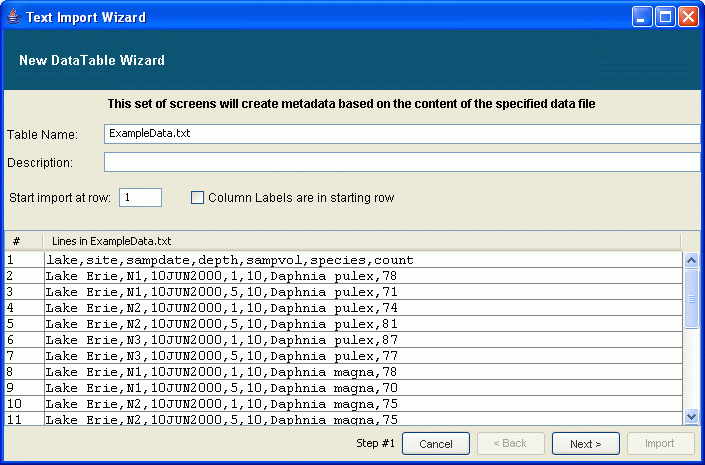 Text Import Wizard
New DataTable Wizard
This set of screens will create metadata based on the content of the specified data file
Table Name: ExampleData.txt
Description:
Start import at row: 1 Column Labels are in starting row
# Lines in ExampleData.txt
1 lake,site,sampdate,depth,sampvol,species,count
2 Lake Erie,N1,10JUN2000,1,10,Daphnia pulex,78
3 Lake Erie,N1,10JUN2000,5,10,Daphnia pulex,71
4 Lake Erie,N2,10JUN2000,1,10,Daphnia pulex,74
5 Lake Erie,N2,10JUN2000,5,10,Daphnia pulex,81
6 Lake Erie,N3,10JUN2000,1,10,Daphnia pulex,87
7 Lake Erie,N3,10JUN2000,5,10,Daphnia pulex,77
8 Lake Erie,N1,10JUN2000,1,10,Daphnia magna,78
9 Lake Erie,N1,10JUN2000,5,10,Daphnia magna,70
10 Lake Erie,N2,10JUN2000,1,10,Daphnia magna,75
11 Lake Erie,N2,10JUN2000,5,10,Daphnia magna,75
Step #1 Cancel < Back Next > Import